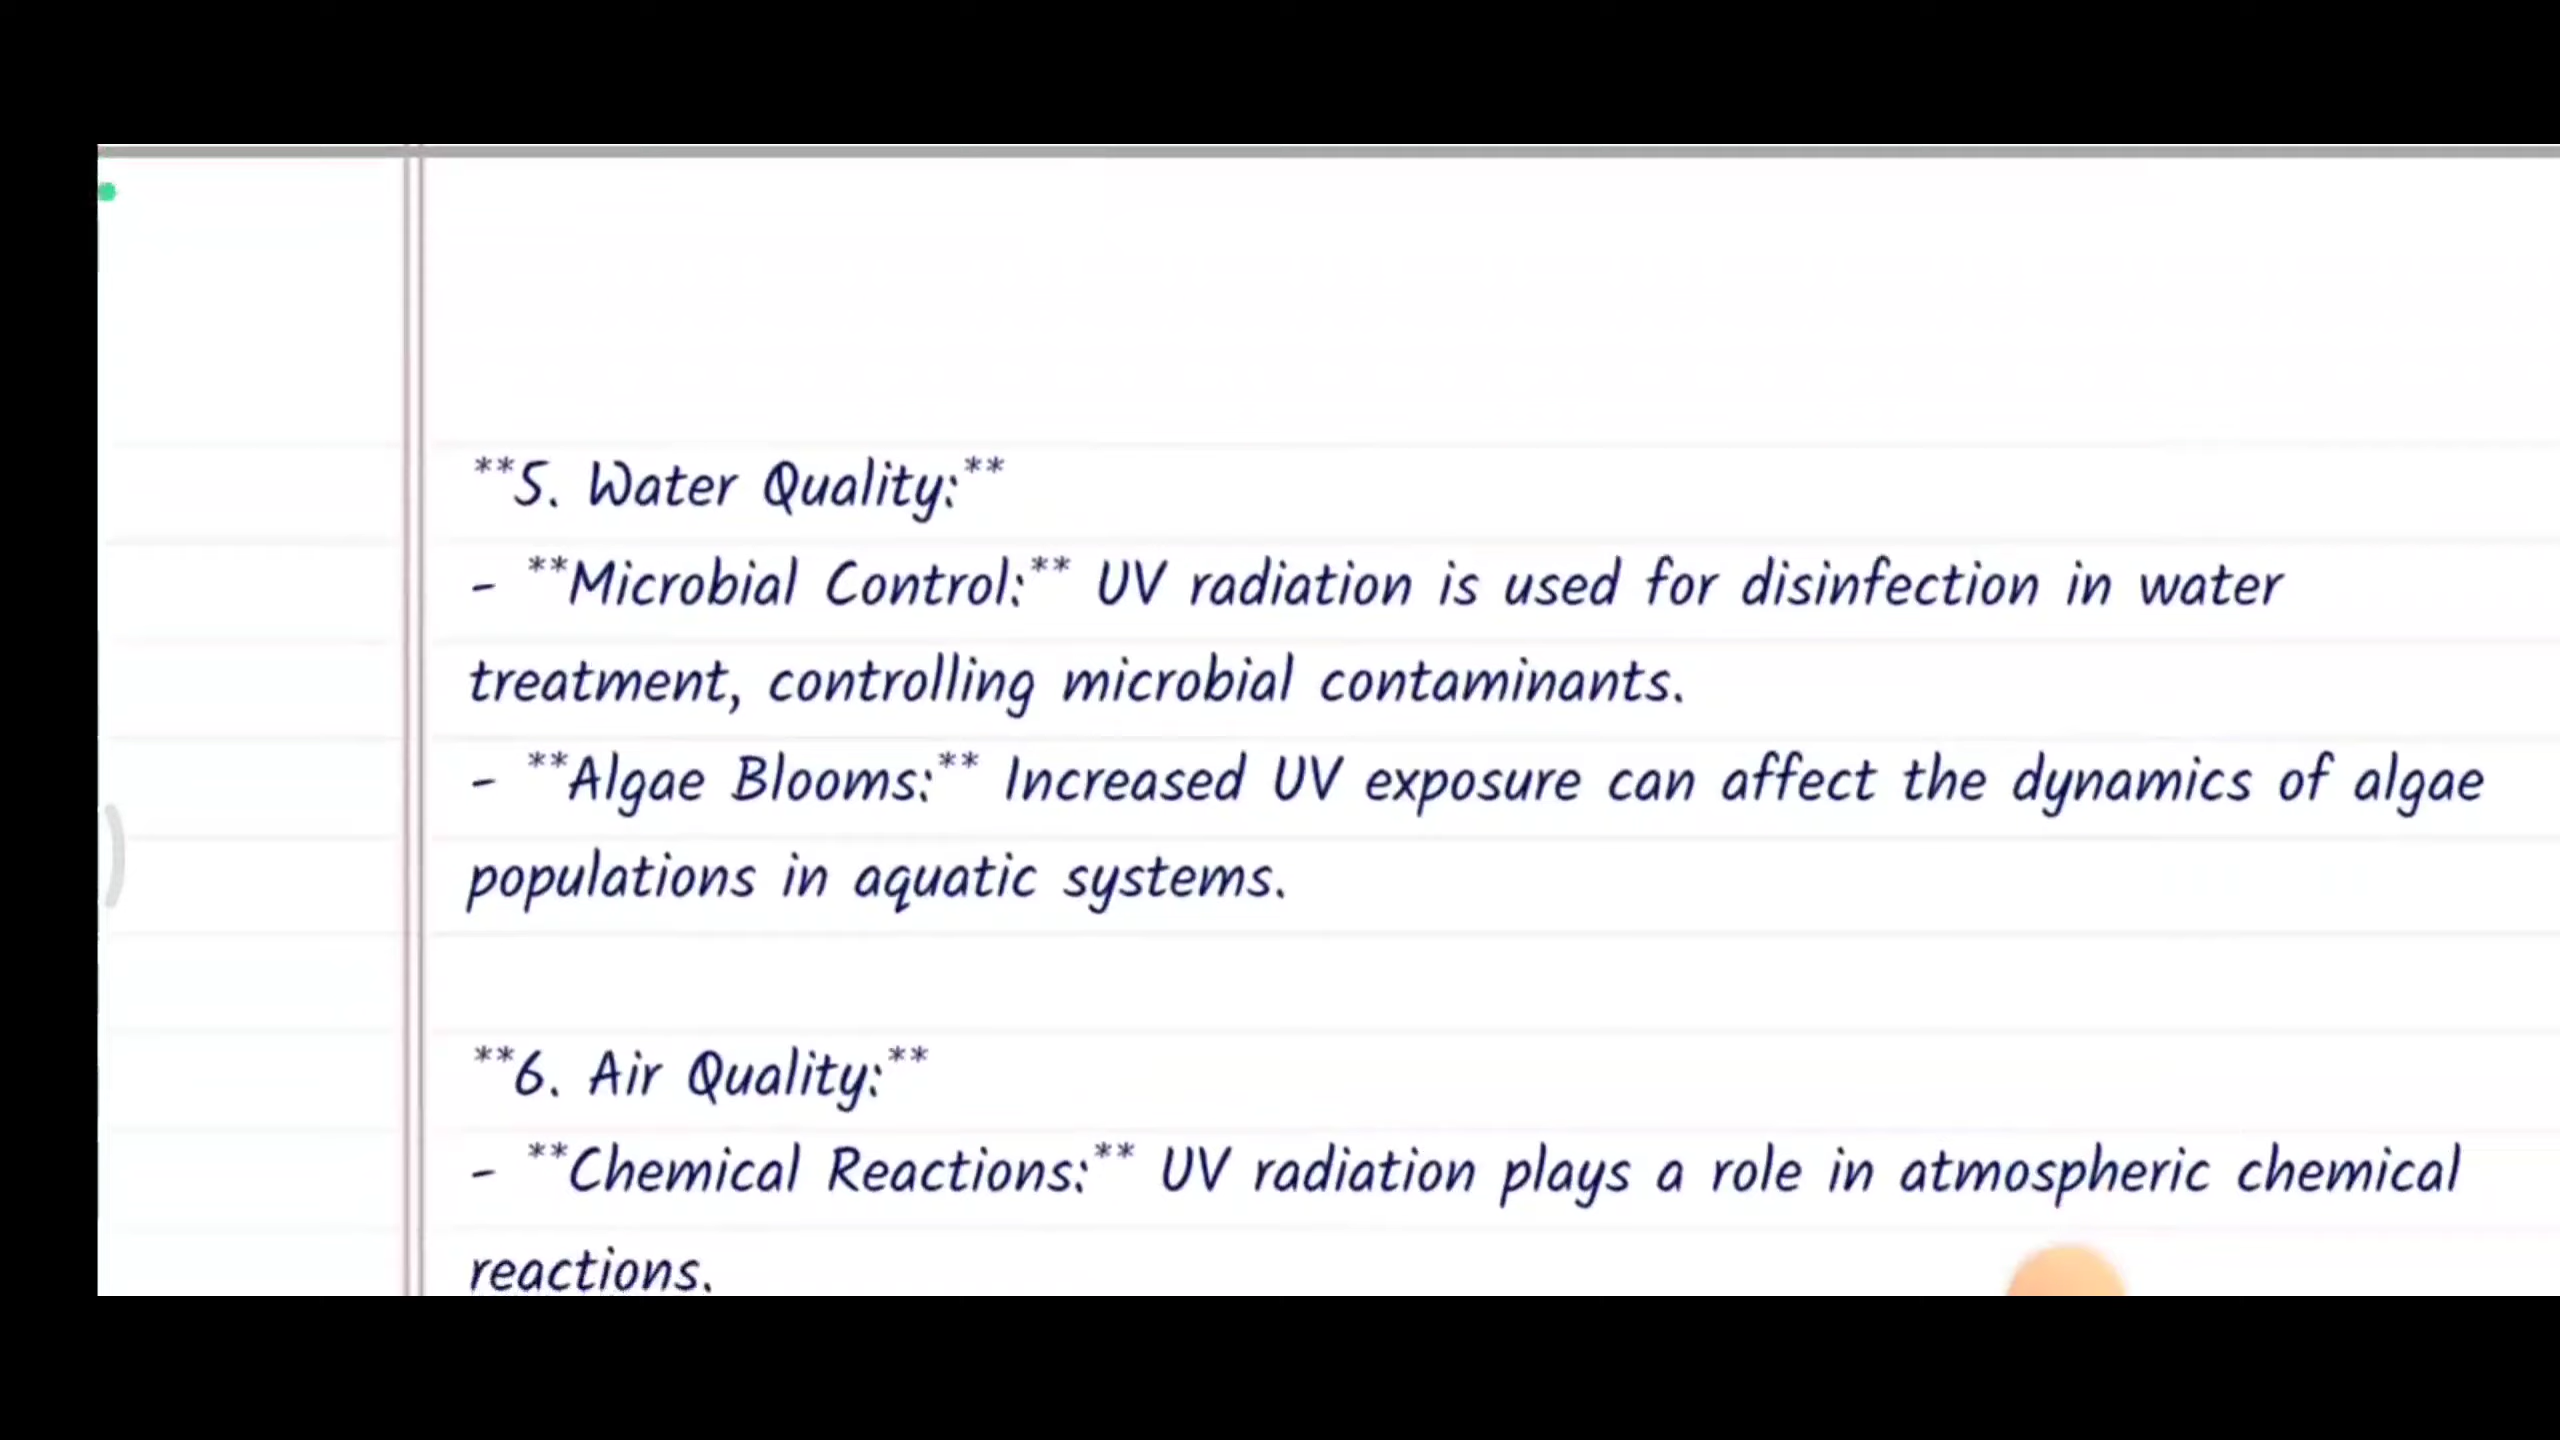 **5. Water Quality:**
- **Microbial Control:** UV radiation is used for disinfection in water
treatment, controlling microbial contaminants.
- **Algae Blooms:** Increased UV exposure can affect the dynamics of algae
populations in aquatic systems.
**6. Air Quality:**
- **Chemical Reactions:** UV radiation plays a role in atmospheric chemical
reactions.